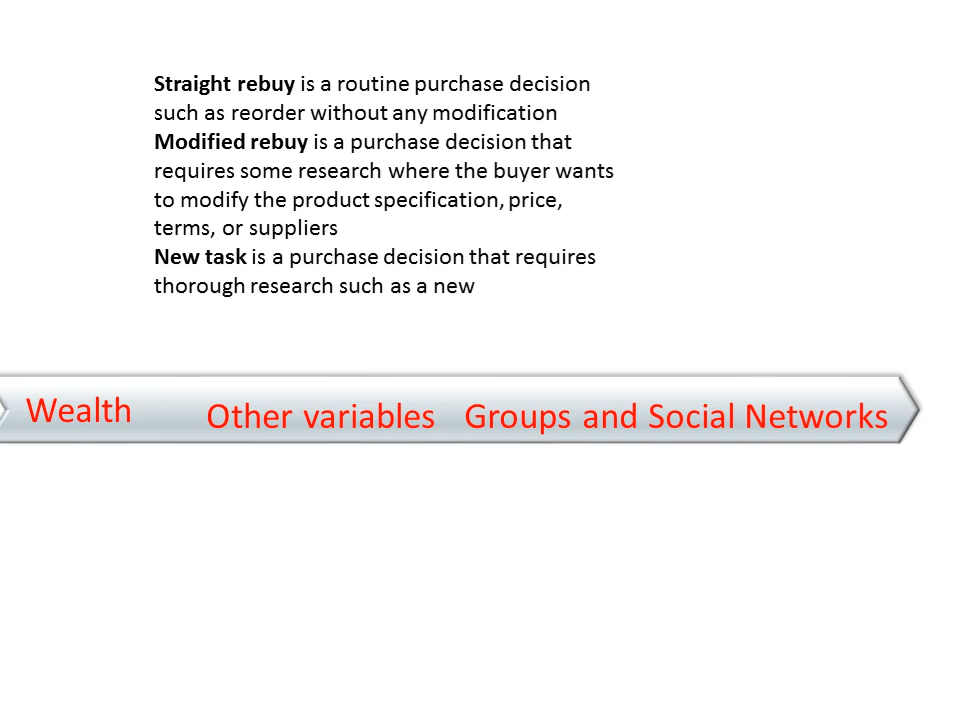 Straight rebuy is a routine purchase decision
such as reorder without any modification
Modified rebuy is a purchase decision that
requires some research where the buyer wants
to modify the product specification, price,
terms, or suppliers
New task is a purchase decision that requires
thorough research such as a new
Wealth Other variables Groups and Social Networks